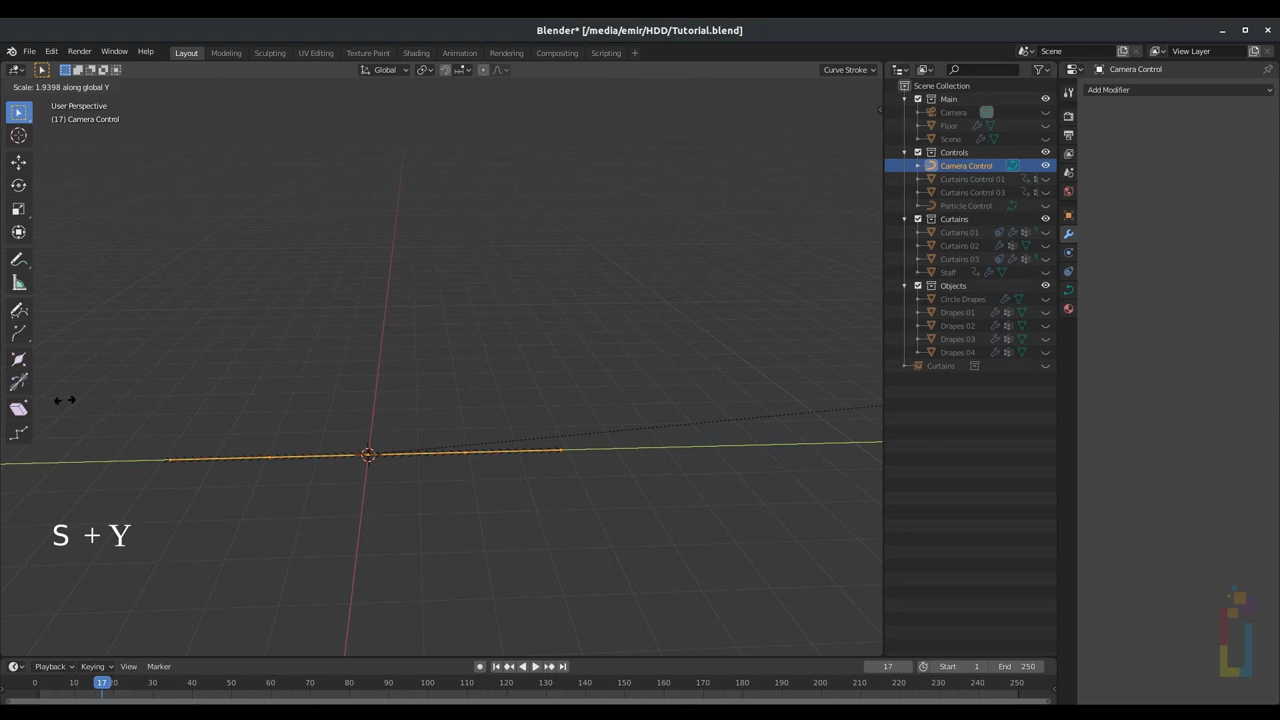 Blender* [/media/emir/HDD/Tutorial.blend]
File Edit Render Window Help Layout Modeling Sculpting UV Editing Texture Paint Shading Animation Rendering Compositing Scripting + Scene View Layer
Global Curve Stroke Camera Control
Scale: 1.9398 along global Y
User Perspective
(17) Camera Control
Scene Collection
Main
Camera
Floor
Scene
Controls
Camera Control
Curtains Control 01
Curtains Control 03
Particle Control
Curtains
Curtains 01
Curtains 02
Curtains 03
Staff
Objects
Circle Drapes
Drapes 01
Drapes 02
Drapes 03
Drapes 04
Curtains
Add Modifier
S + Y
Playback Keying View Marker 17 Start 1 End 250
0 10 17 20 30 40 50 60 70 80 90 100 110 120 130 140 150 160 170 180 190 200 210 220 230 240 250